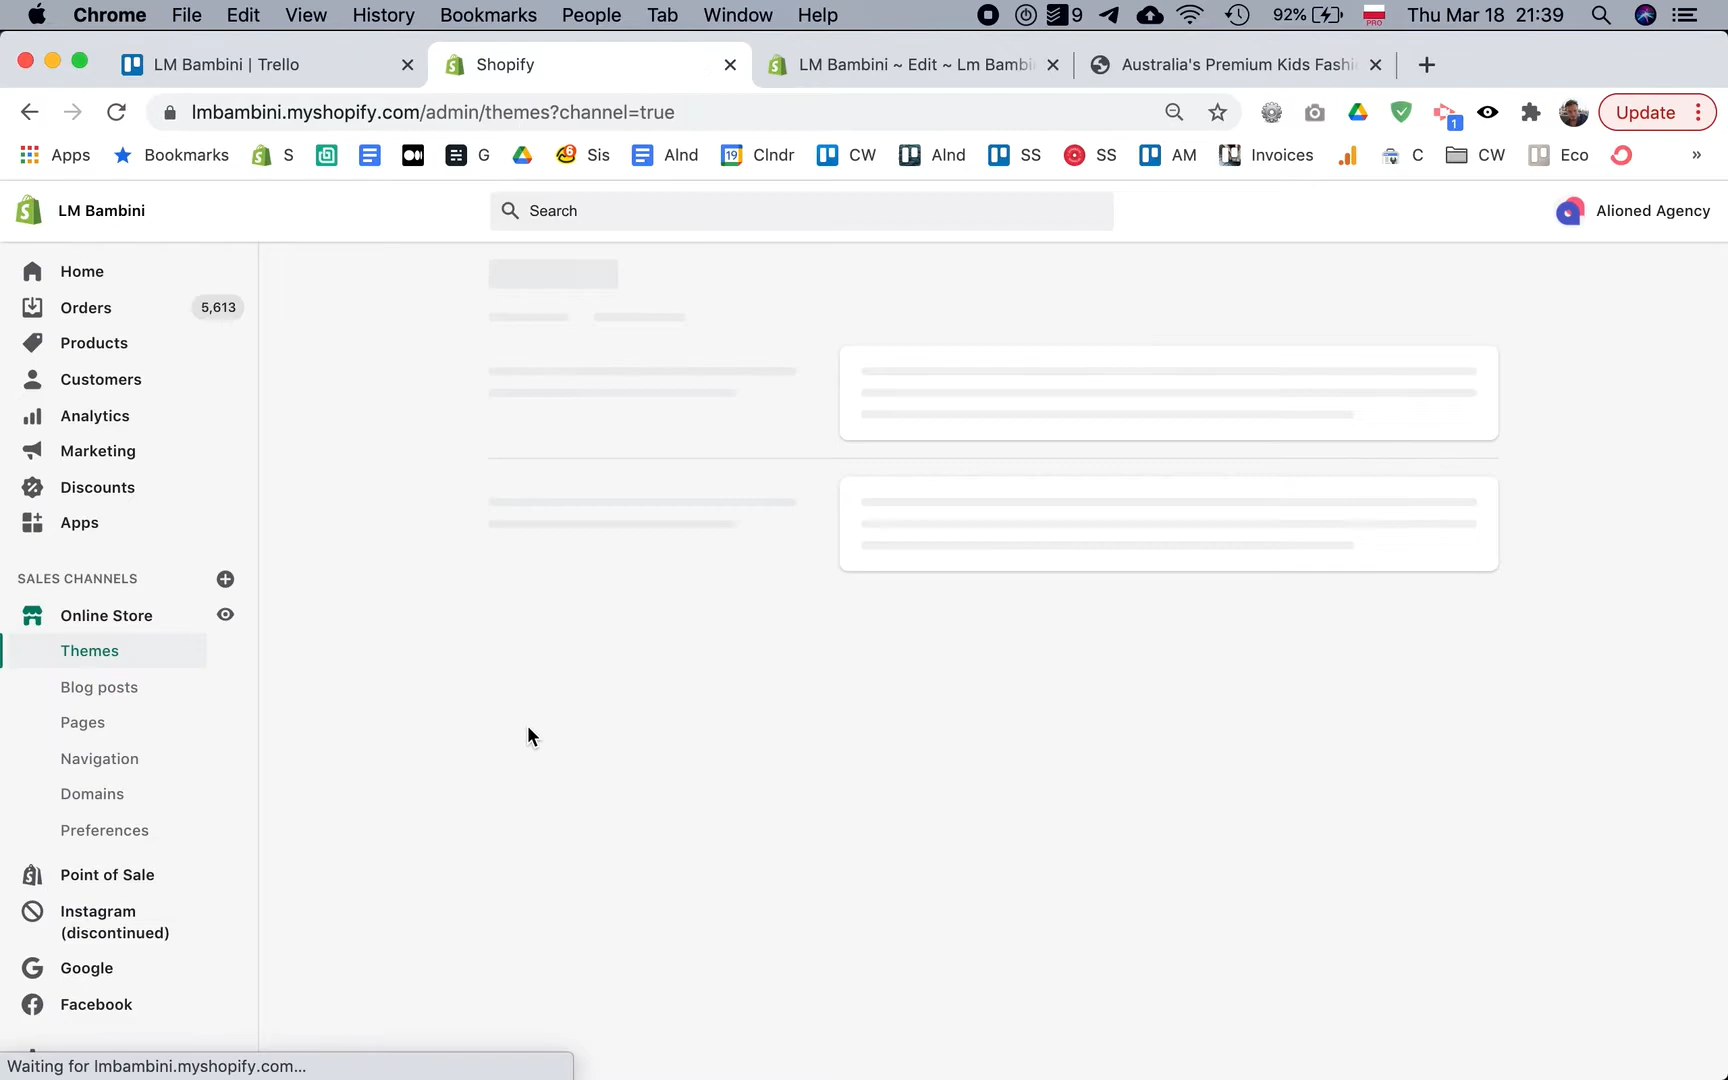 Chrome File Edit View History Bookmarks People Tab Window Help 9 92% PRO Thu Mar 18 21:39
LM Bambini | Trello Shopify LM Bambini ~ Edit ~ Lm Bambi Australia's Premium Kids Fashi
lmbambini.myshopify.com/admin/themes?channel=true 1 Update
Apps Bookmarks S G 6 Sis Alnd 19 Clndr CW Alnd SS SS AM Invoices C CW Eco »
LM Bambini Search Alioned Agency
Home
Orders 5,613
Products
Customers
Analytics
Marketing
Discounts
Apps
SALES CHANNELS
Online Store
Themes
Blog posts
Pages
Navigation
Domains
Preferences
Point of Sale
Instagram
(discontinued)
Google
Facebook
Waiting for lmbambini.myshopify.com...